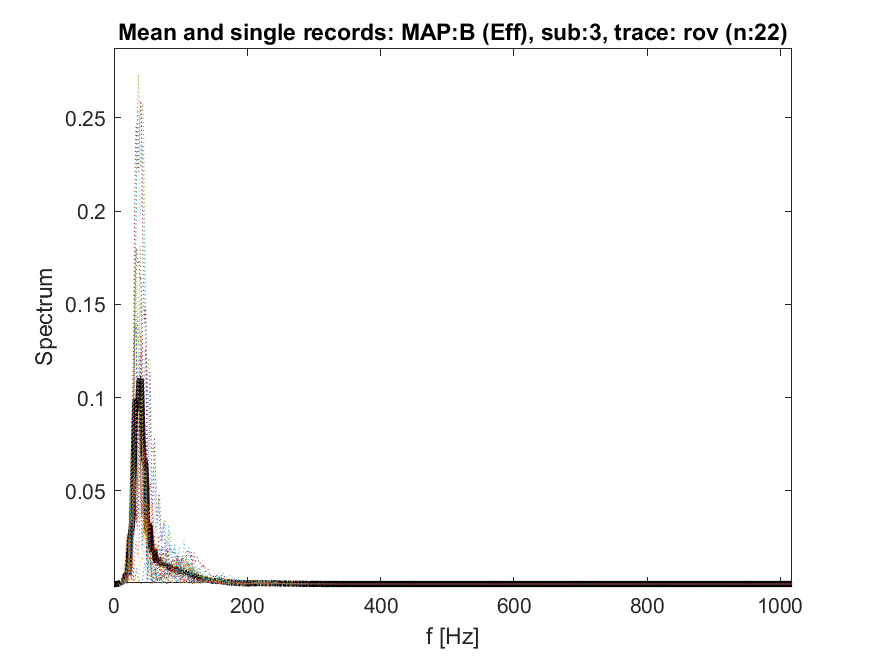 Mean and single records: MAP:B (Eff), sub:3, trace: rov (n:22)
0.25
0.2
0.15
0.1
0.05
Spectrum
0 200 400 600 800 1000
f [Hz]